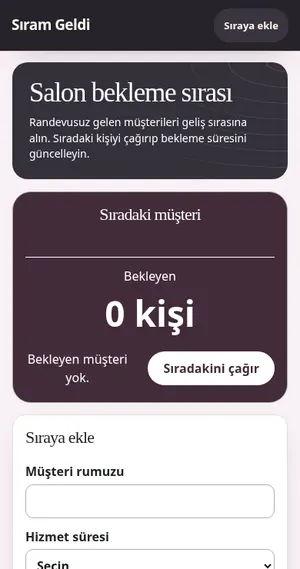 Sıram Geldi
Sıraya ekle
Salon bekleme sırası
Randevusuz gelen müşterileri geliş sırasına
alın. Sıradaki kişiyi çağırıp bekleme süresini
güncelleyin.
Sıradaki müşteri
Bekleyen
0 kişi
Bekleyen müşteri
yok.
Sıradakini çağır
Sıraya ekle
Müşteri rumuzu
Hizmet süresi
Seçin